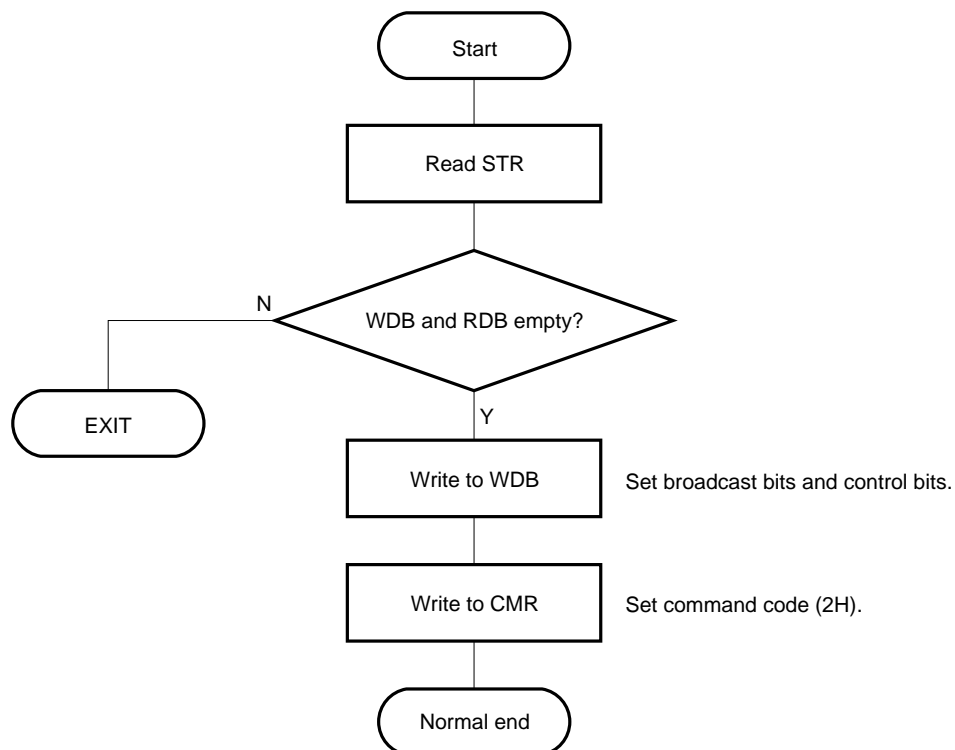 Start
Read STR
N
WDB and RDB empty?
EXIT
Y
Write to WDB
Set broadcast bits and control bits.
Write to CMR
Set command code (2H).
Normal end